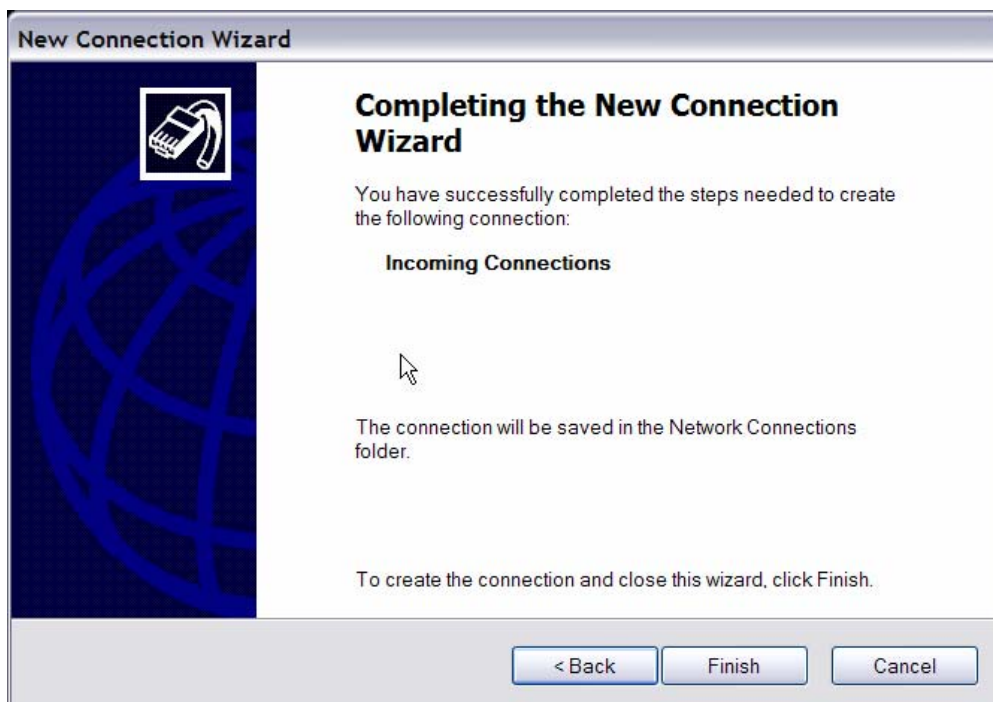 New Connection Wizard
Completing the New Connection
Wizard
You have successfully completed the steps needed to create
the following connection:
Incoming Connections
The connection will be saved in the Network Connections
folder.
To create the connection and close this wizard, click Finish.
< Back
Finish
Cancel